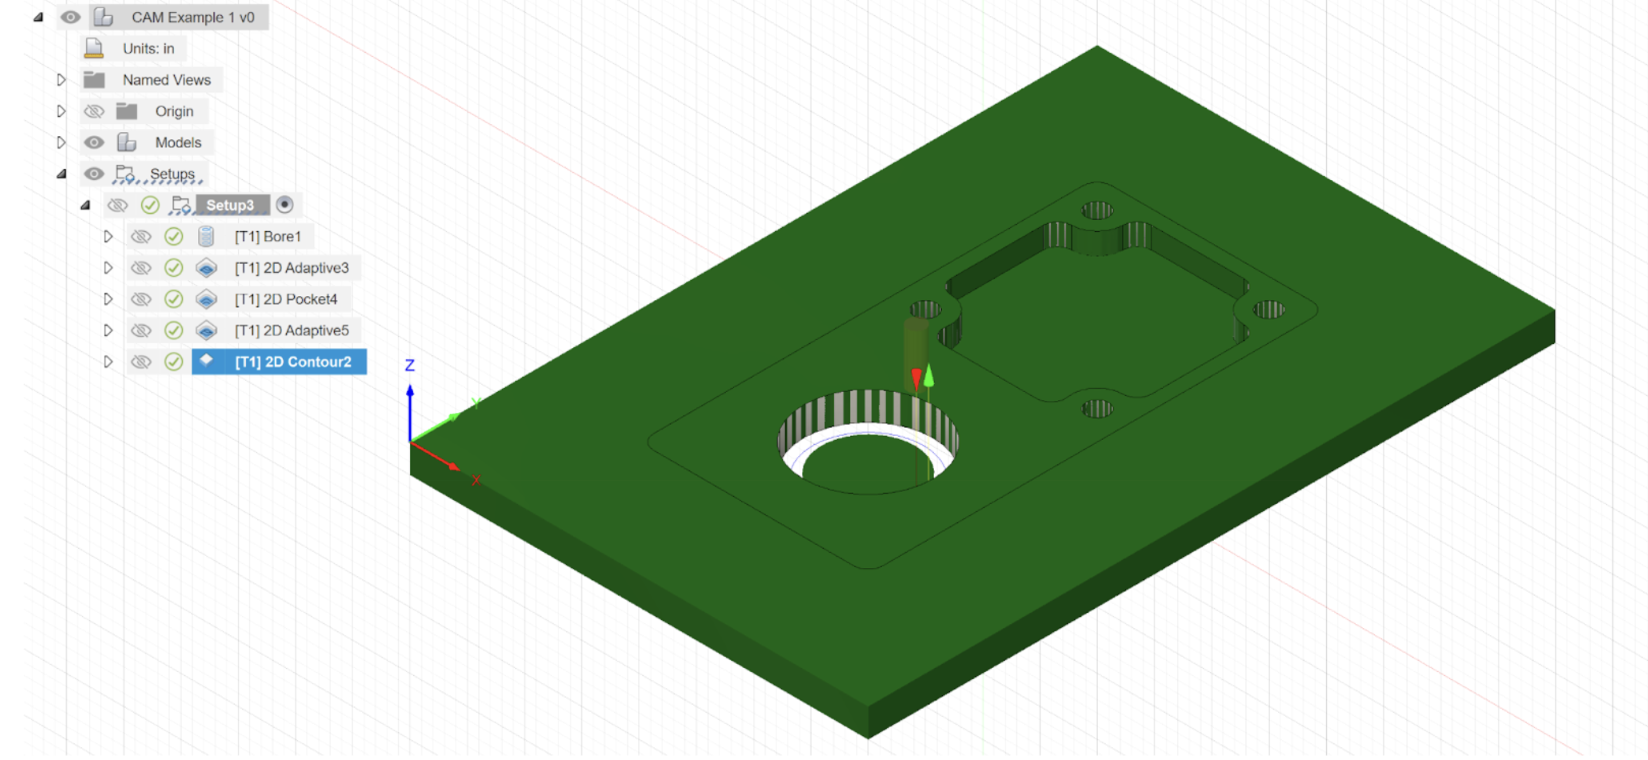 CAM Example 1 v0
Units: in
Named Views
Origin
Models
Setups
Setup3
[T1] Bore1
[T1] 2D Adaptive3
[T1] 2D Pocket4
[T1] 2D Adaptive5
[T1] 2D Contour2
Z
Y
X